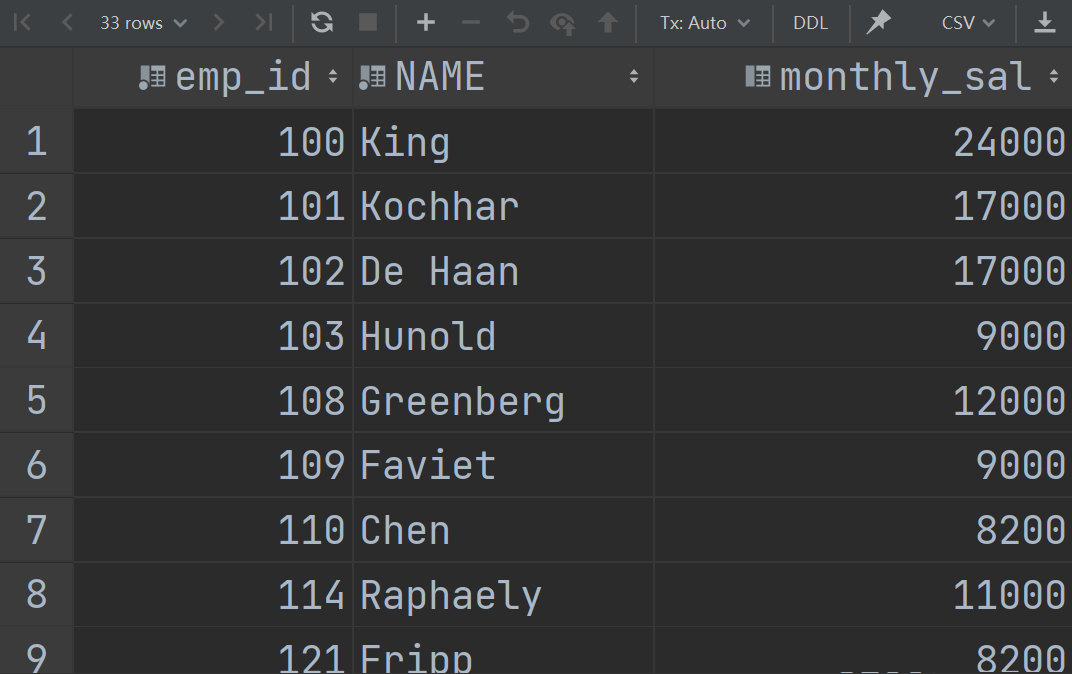 33 rows Tx: Auto DDL CSV
emp_id NAME monthly_sal
1 100 King 24000
2 101 Kochhar 17000
3 102 De Haan 17000
4 103 Hunold 9000
5 108 Greenberg 12000
6 109 Faviet 9000
7 110 Chen 8200
8 114 Raphaely 11000
9 121 Fripp 8200